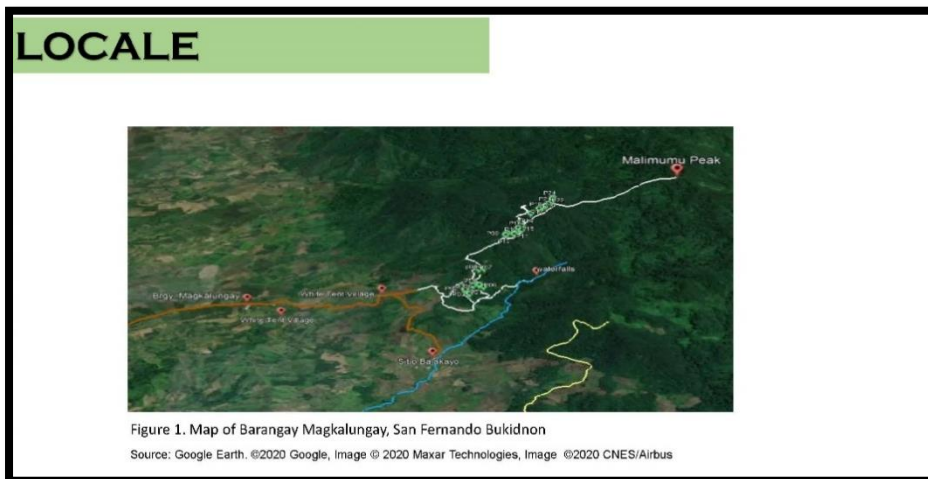 LOCALE
Malimumu Peak
waterfalls
White Tent Village
Brgy. Magkalungay
White Tent Village
Sitio Balakayo
Figure 1. Map of Barangay Magkalungay, San Fernando Bukidnon
Source: Google Earth. ©2020 Google, Image © 2020 Maxar Technologies, Image ©2020 CNES/Airbus